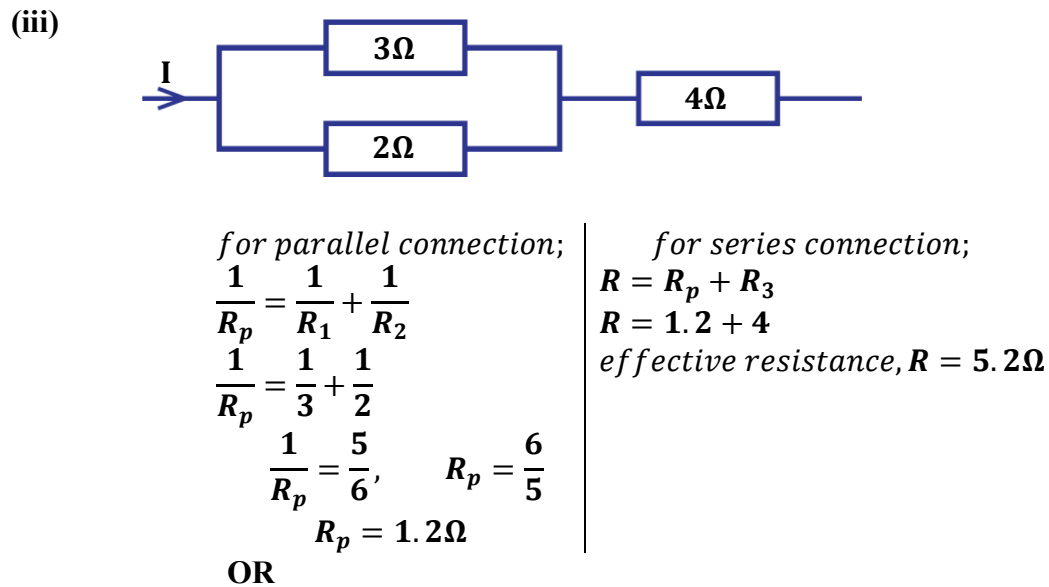 (iii)
3Ω
I
4Ω
2Ω
for parallel connection;
1/R_p = 1/R_1 + 1/R_2
1/R_p = 1/3 + 1/2
1/R_p = 5/6, R_p = 6/5
R_p = 1.2Ω
OR
for series connection;
R = R_p + R_3
R = 1.2 + 4
effective resistance, R = 5.2Ω